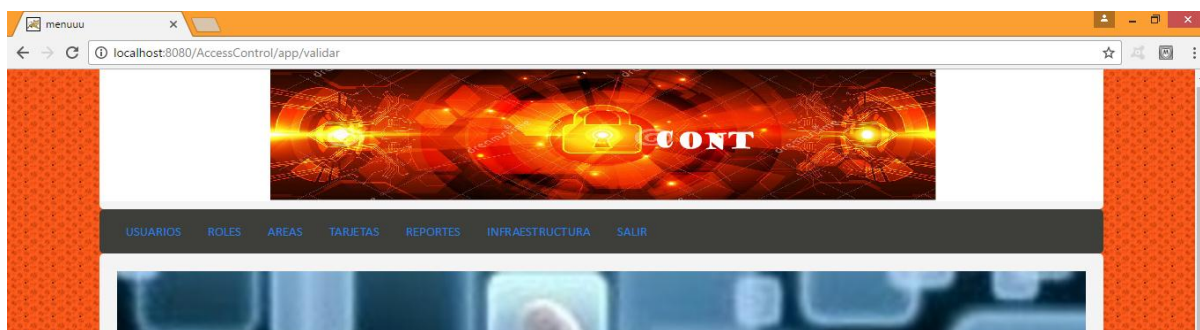 menuuu
localhost:8080/AccessControl/app/validar
CONT
USUARIOS ROLES AREAS TARJETAS REPORTES INFRAESTRUCTURA SALIR